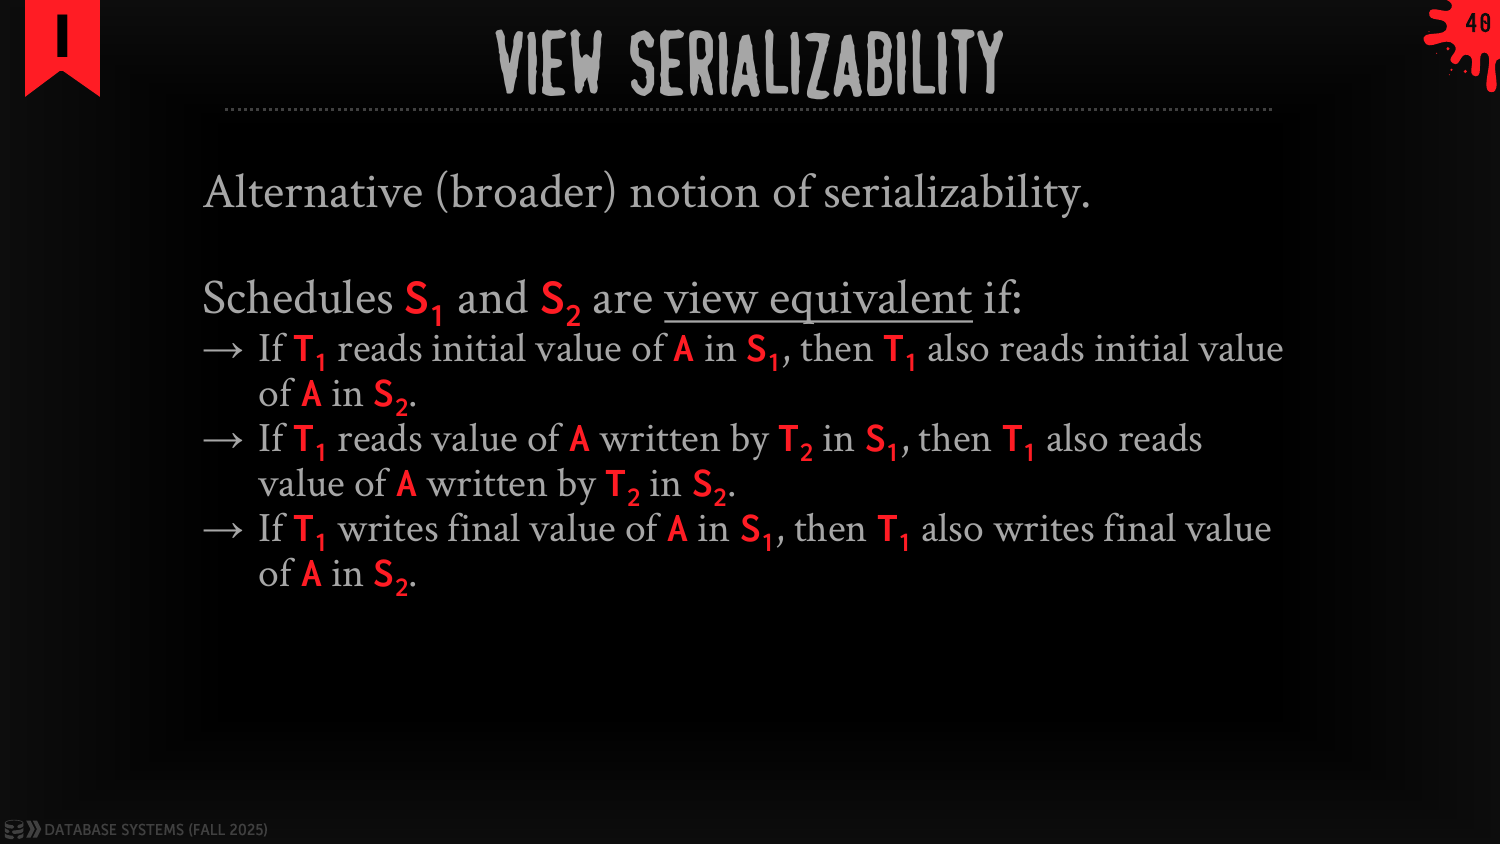 I
40
VIEW SERIALIZABILITY
Alternative (broader) notion of serializability.
Schedules S₁ and S₂ are view equivalent if:
→ If T₁ reads initial value of A in S₁, then T₁ also reads initial value
of A in S₂.
→ If T₁ reads value of A written by T₂ in S₁, then T₁ also reads
value of A written by T₂ in S₂.
→ If T₁ writes final value of A in S₁, then T₁ also writes final value
of A in S₂.
DATABASE SYSTEMS (FALL 2025)